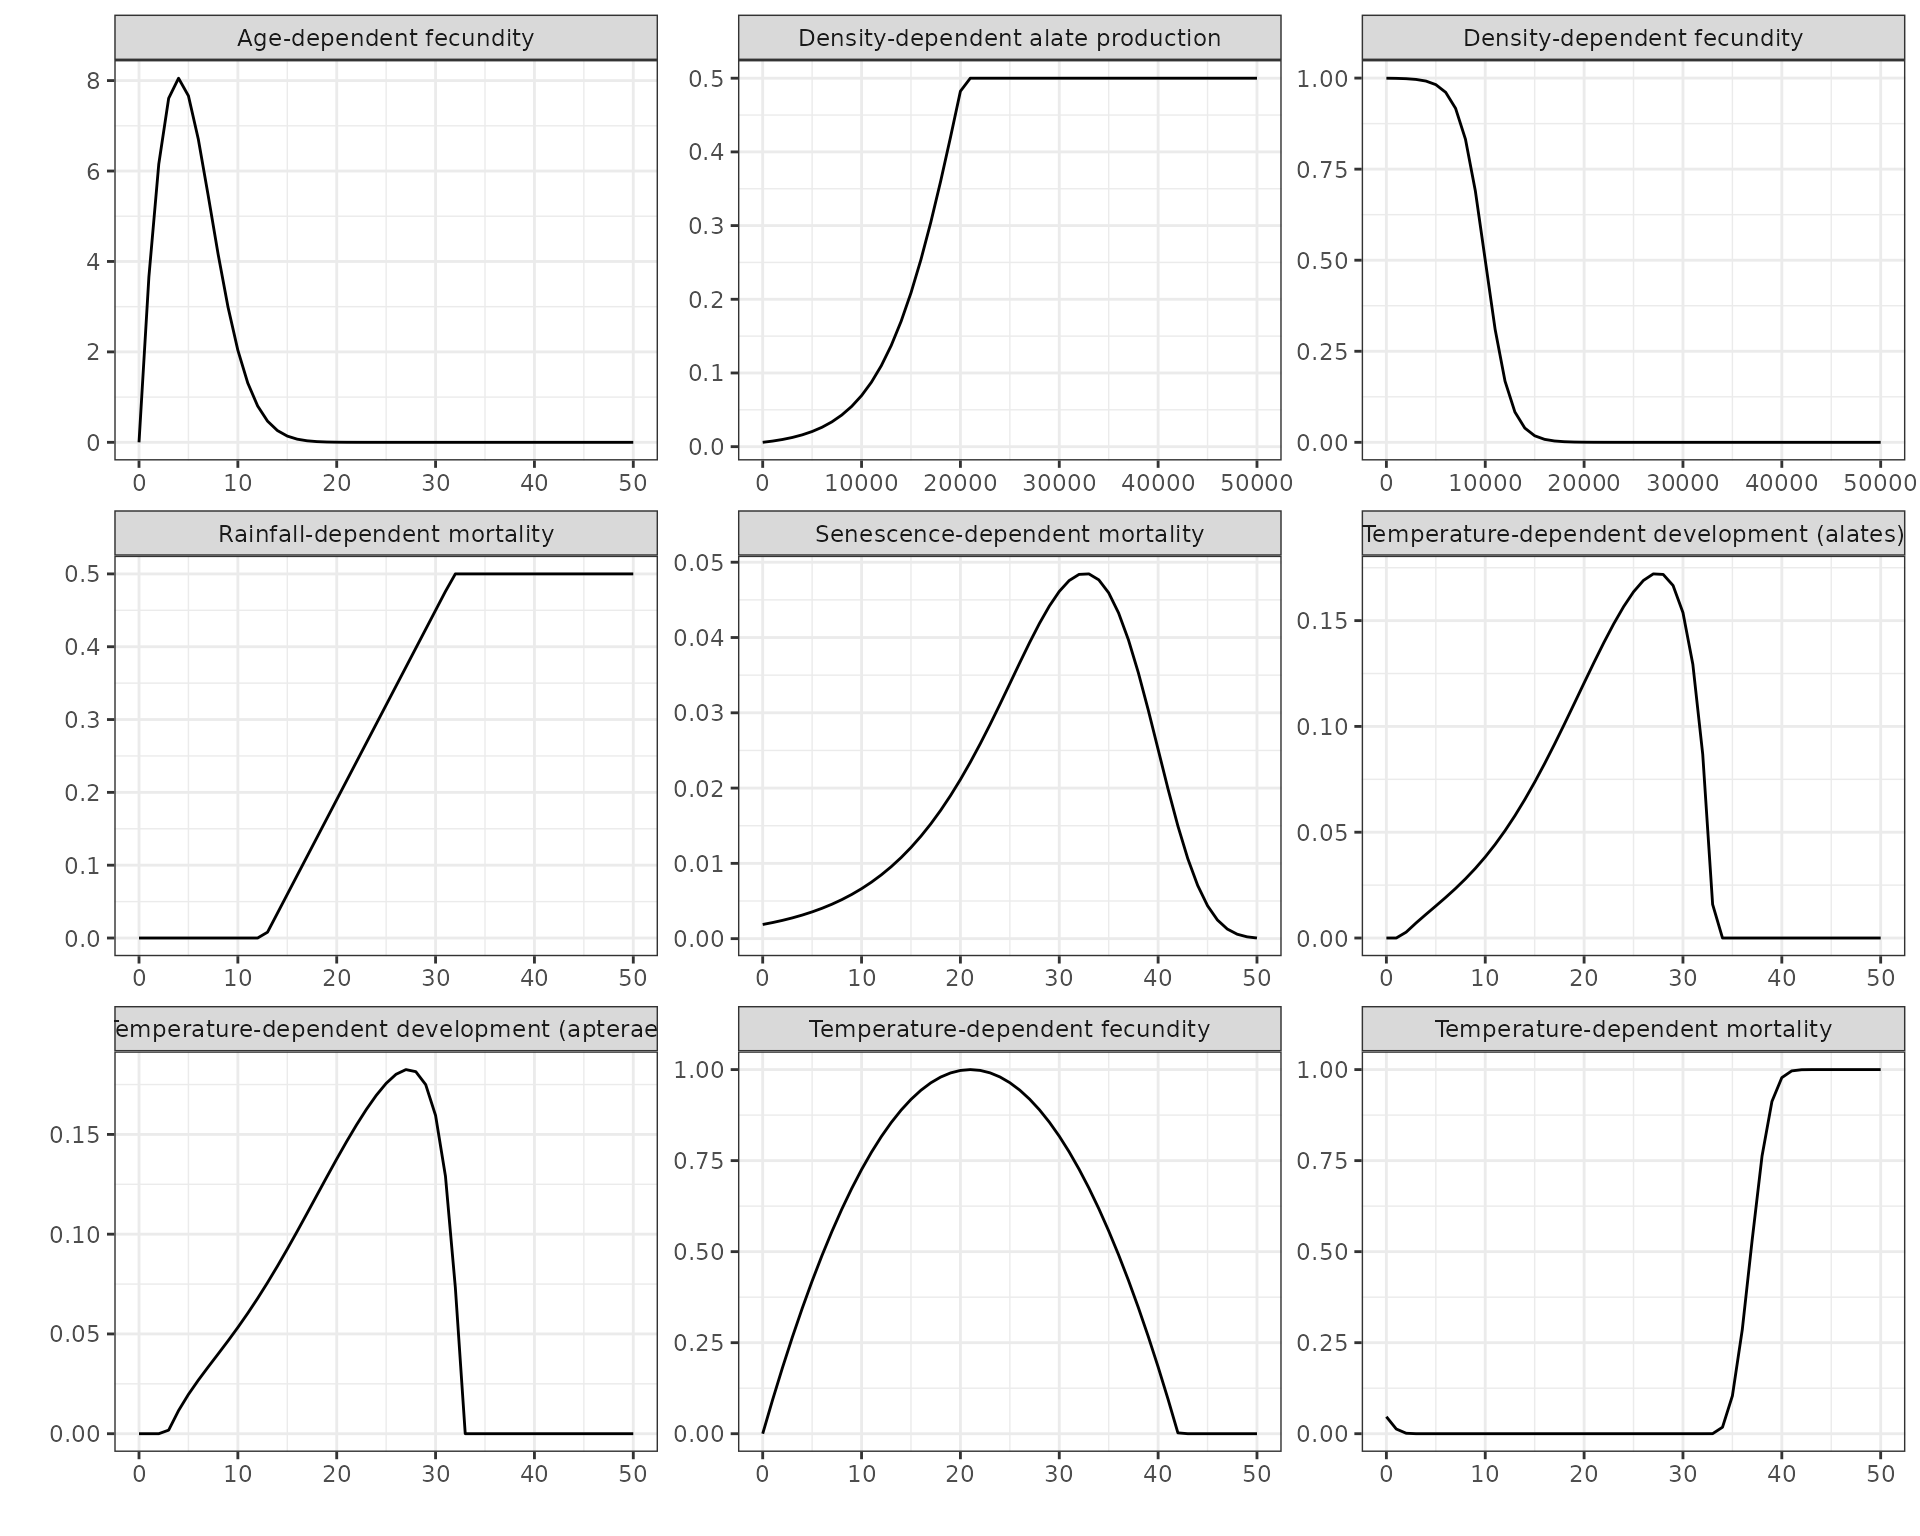 Age-dependent fecundity
8
6
4
2
0
0 10 20 30 40 50
Density-dependent alate production
0.5
0.4
0.3
0.2
0.1
0.0
0 10000 20000 30000 40000 50000
Density-dependent fecundity
1.00
0.75
0.50
0.25
0.00
0 10000 20000 30000 40000 50000
Rainfall-dependent mortality
0.5
0.4
0.3
0.2
0.1
0.0
0 10 20 30 40 50
Senescence-dependent mortality
0.05
0.04
0.03
0.02
0.01
0.00
0 10 20 30 40 50
Temperature-dependent development (alates)
0.15
0.10
0.05
0.00
0 10 20 30 40 50
emperature-dependent development (apterae
0.15
0.10
0.05
0.00
0 10 20 30 40 50
Temperature-dependent fecundity
1.00
0.75
0.50
0.25
0.00
0 10 20 30 40 50
Temperature-dependent mortality
1.00
0.75
0.50
0.25
0.00
0 10 20 30 40 50